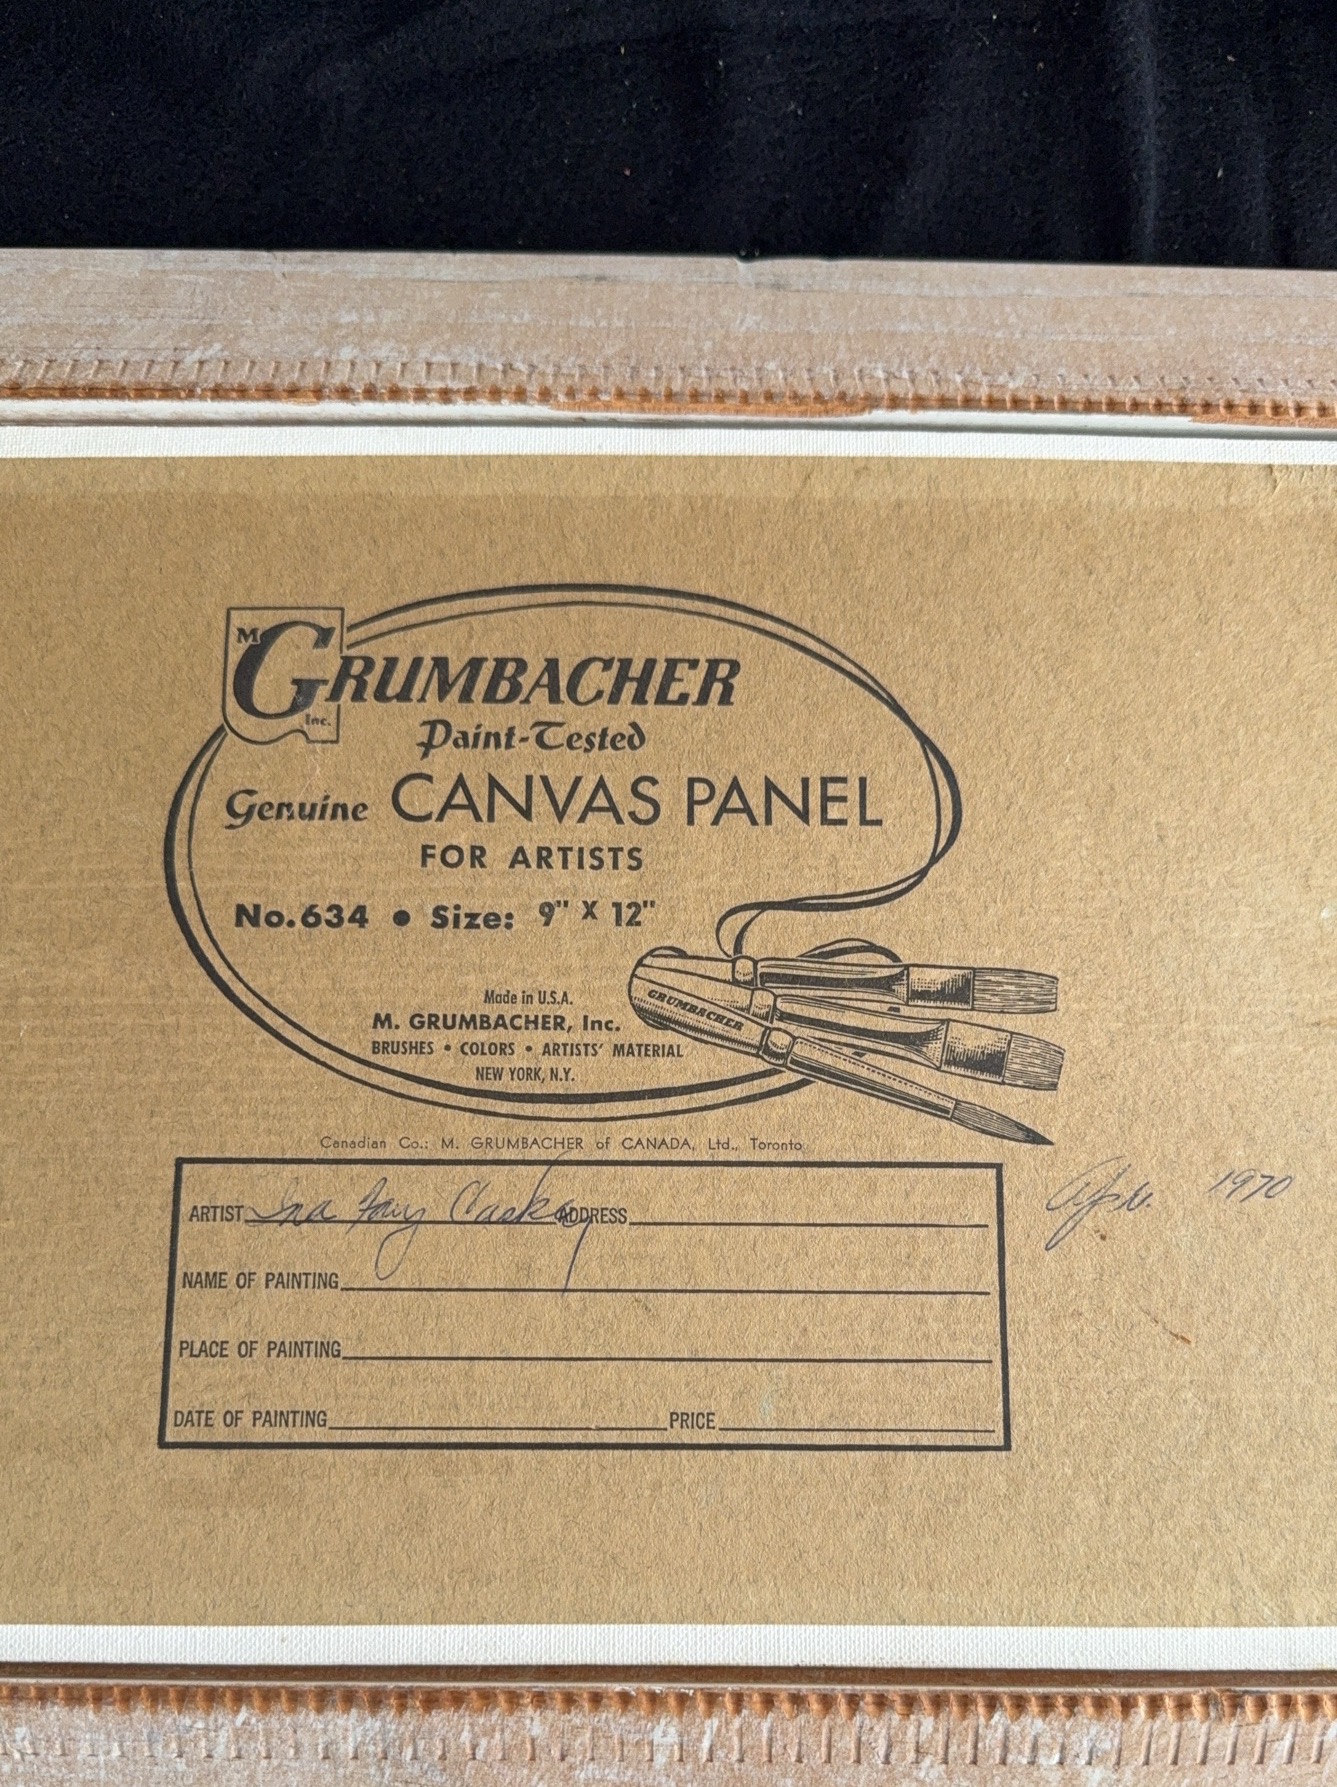 M GRUMBACHER Inc.
Paint-Tested
Genuine CANVAS PANEL
FOR ARTISTS
No.634 • Size: 9" X 12"
GRUMBACHER
Made in U.S.A.
M. GRUMBACHER, Inc.
BRUSHES • COLORS • ARTISTS' MATERIAL
NEW YORK, N.Y.
Canadian Co.: M. GRUMBACHER of CANADA, Ltd., Toronto
ARTIST Ina Fay ADDRESS
1970
NAME OF PAINTING
PLACE OF PAINTING
DATE OF PAINTING PRICE